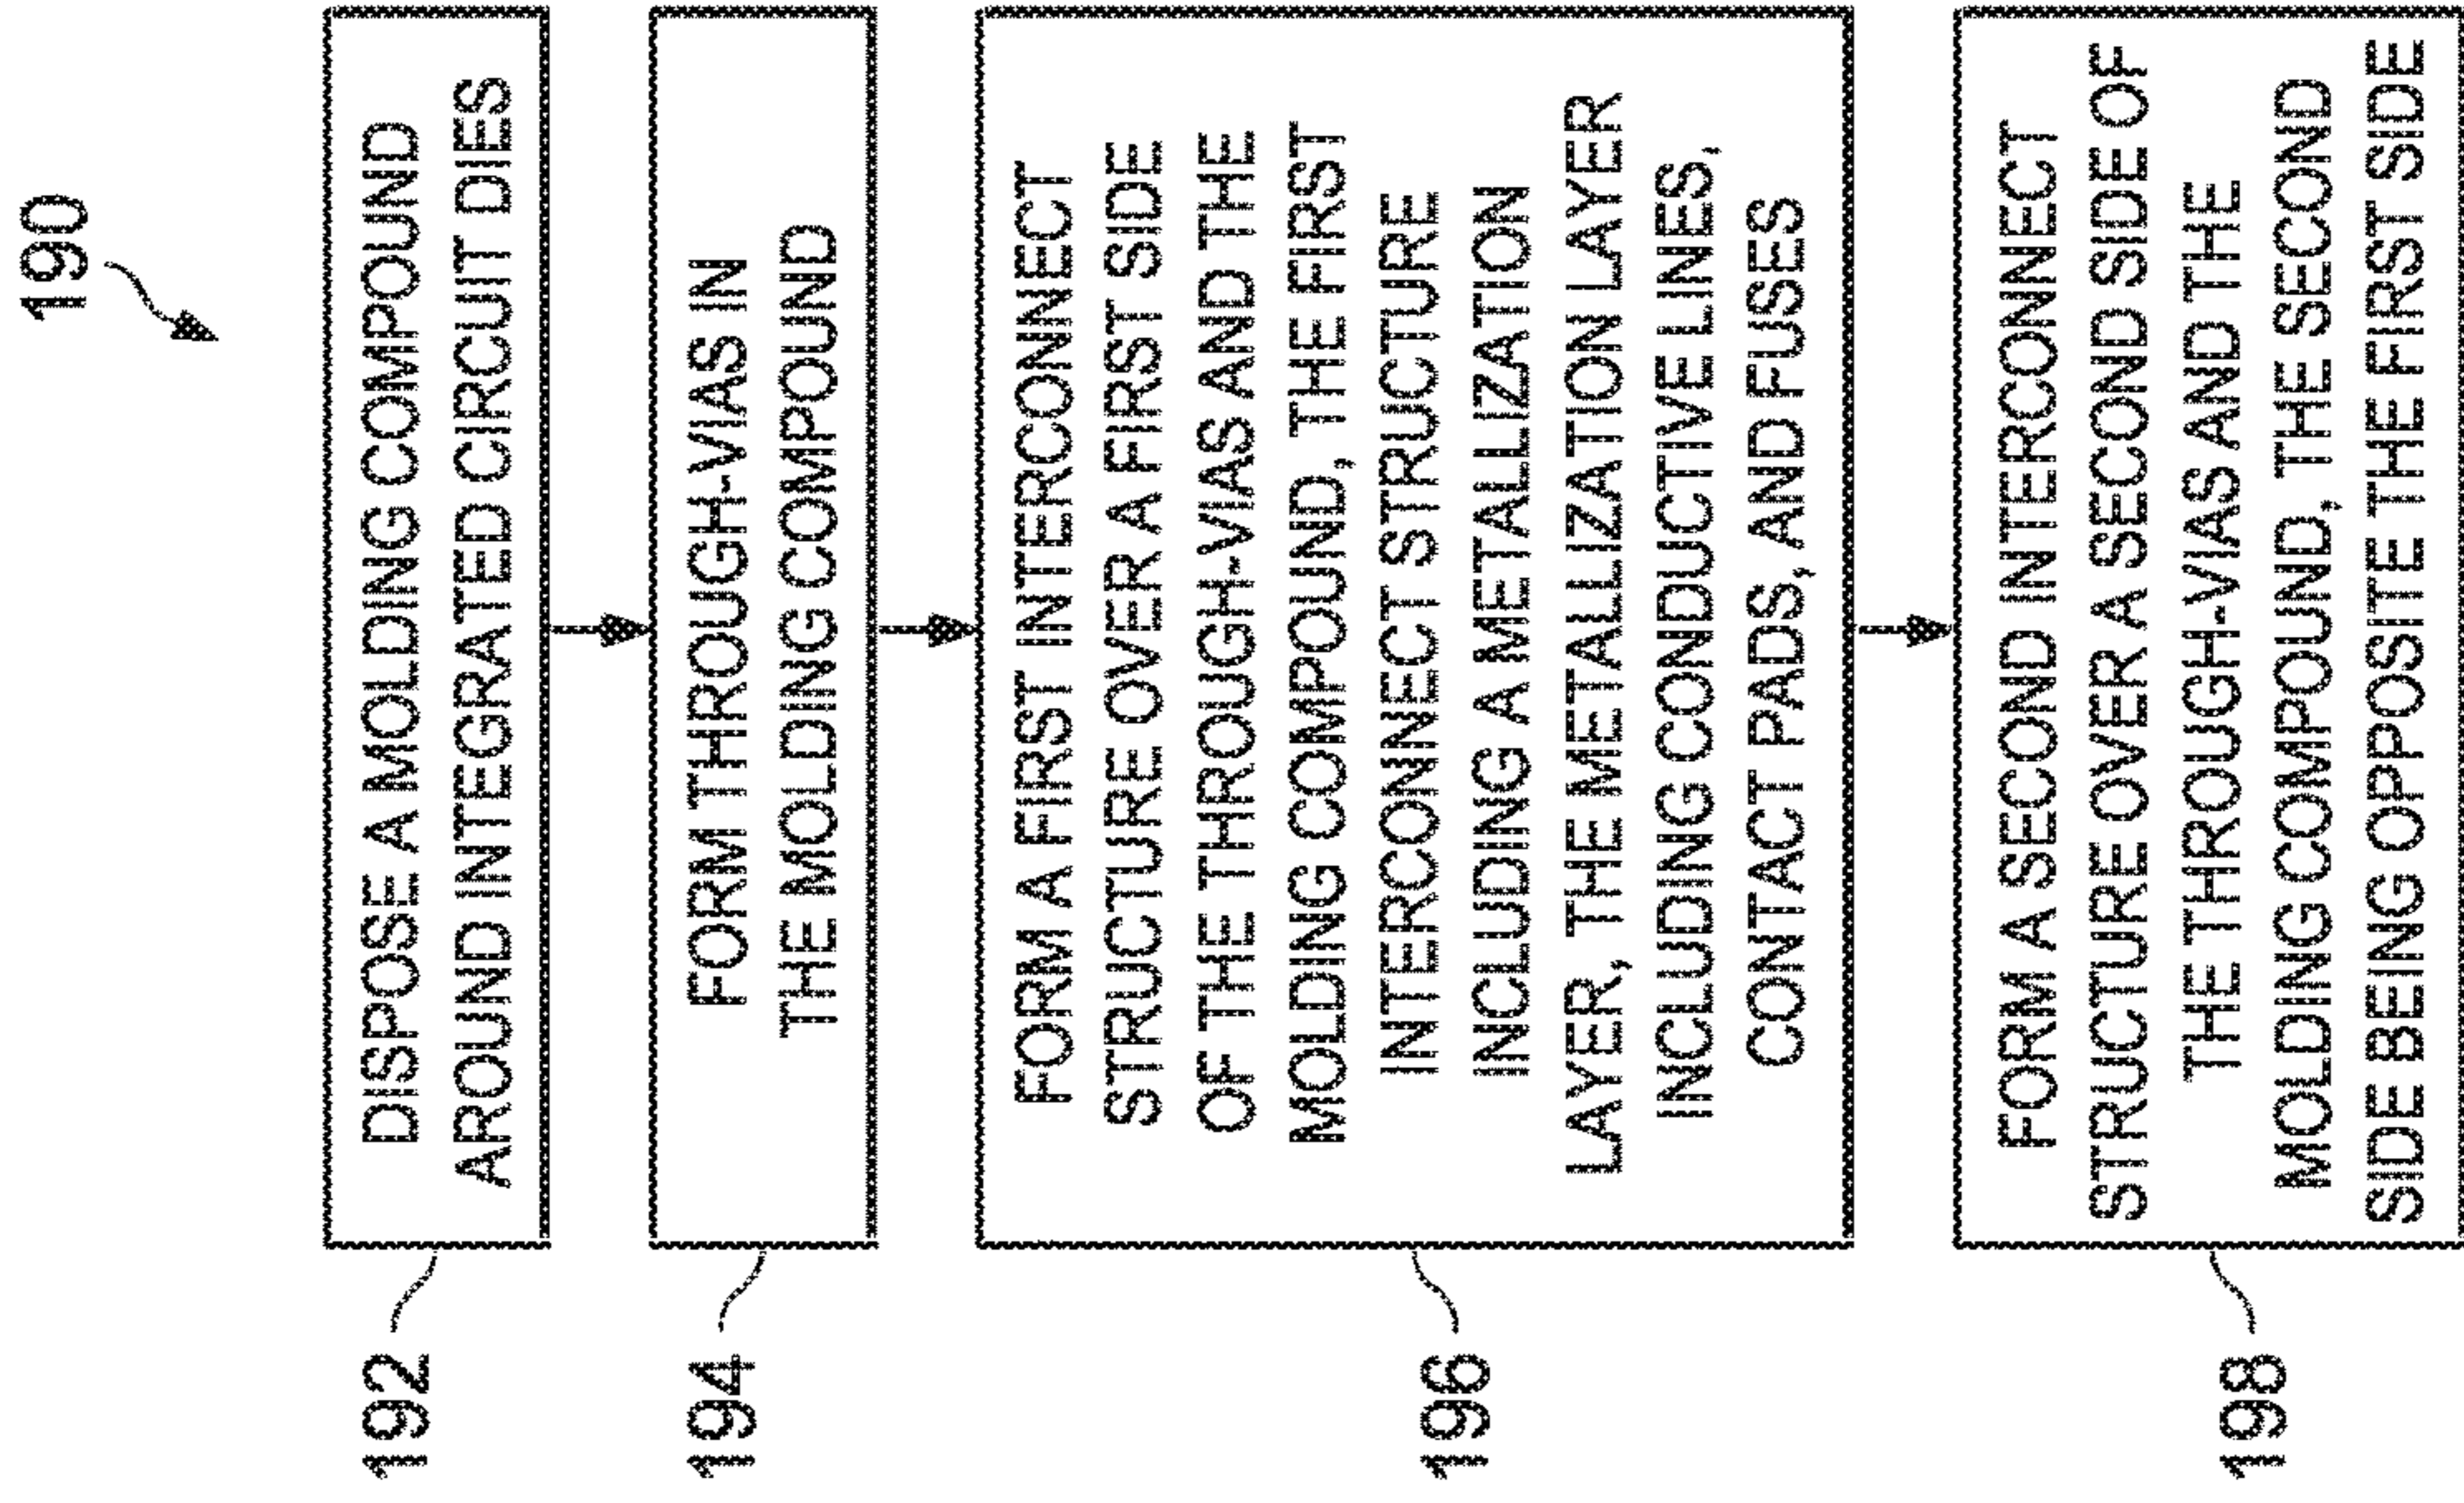 190
192
DISPOSE A MOLDING COMPOUND
AROUND INTEGRATED CIRCUIT DIES
194
FORM THROUGH-VIAS IN
THE MOLDING COMPOUND
196
FORM A FIRST INTERCONNECT
STRUCTURE OVER A FIRST SIDE
OF THE THROUGH-VIAS AND THE
MOLDING COMPOUND, THE FIRST
INTERCONNECT STRUCTURE
INCLUDING A METALLIZATION
LAYER, THE METALLIZATION LAYER
INCLUDING CONDUCTIVE LINES,
CONTACT PADS, AND FUSES
198
FORM A SECOND INTERCONNECT
STRUCTURE OVER A SECOND SIDE OF
THE THROUGH-VIAS AND THE
MOLDING COMPOUND, THE SECOND
SIDE BEING OPPOSITE THE FIRST SIDE